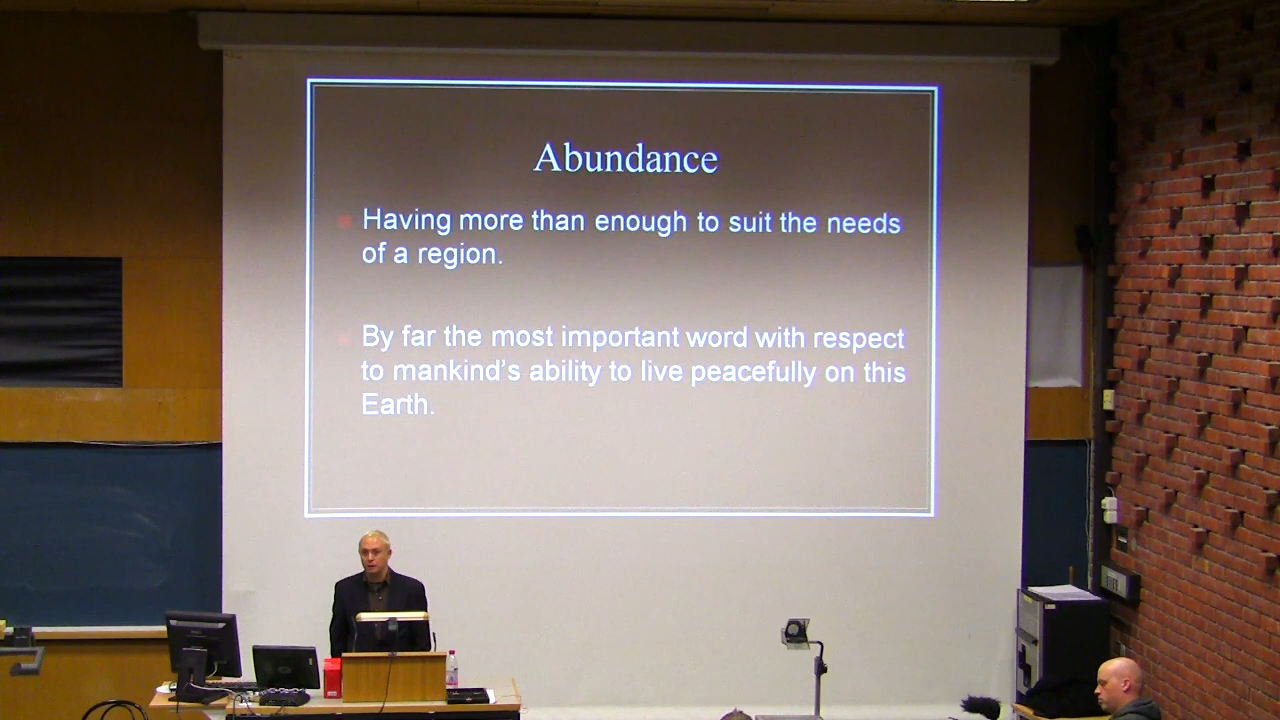 Abundance
Having more than enough to suit the needs
of a region.
By far the most important word with respect
to mankind's ability to live peacefully on this
Earth.